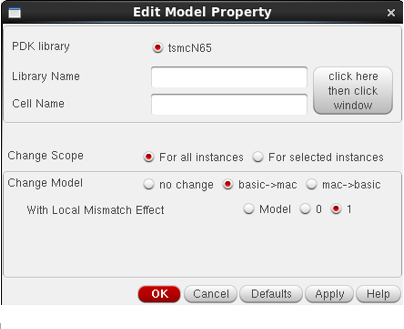 Edit Model Property
PDK library tsmcN65
Library Name
Cell Name
click here
then click
window
Change Scope For all instances For selected instances
Change Model no change basic->mac mac->basic
With Local Mismatch Effect Model 0 1
OK Cancel Defaults Apply Help